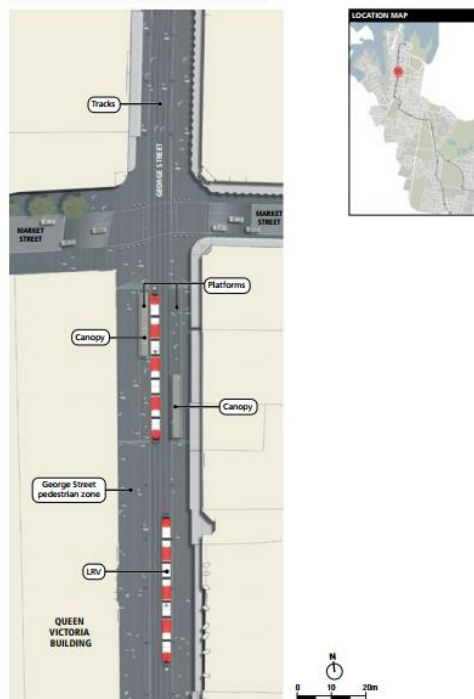 LOCATION MAP
Tracks
GEORGE STREET
MARKET
STREET
MARKET
STREET
Platforms
Canopy
Canopy
George Street
pedestrian zone
LRV
QUEEN
VICTORIA
BUILDING
N
0 10 20m